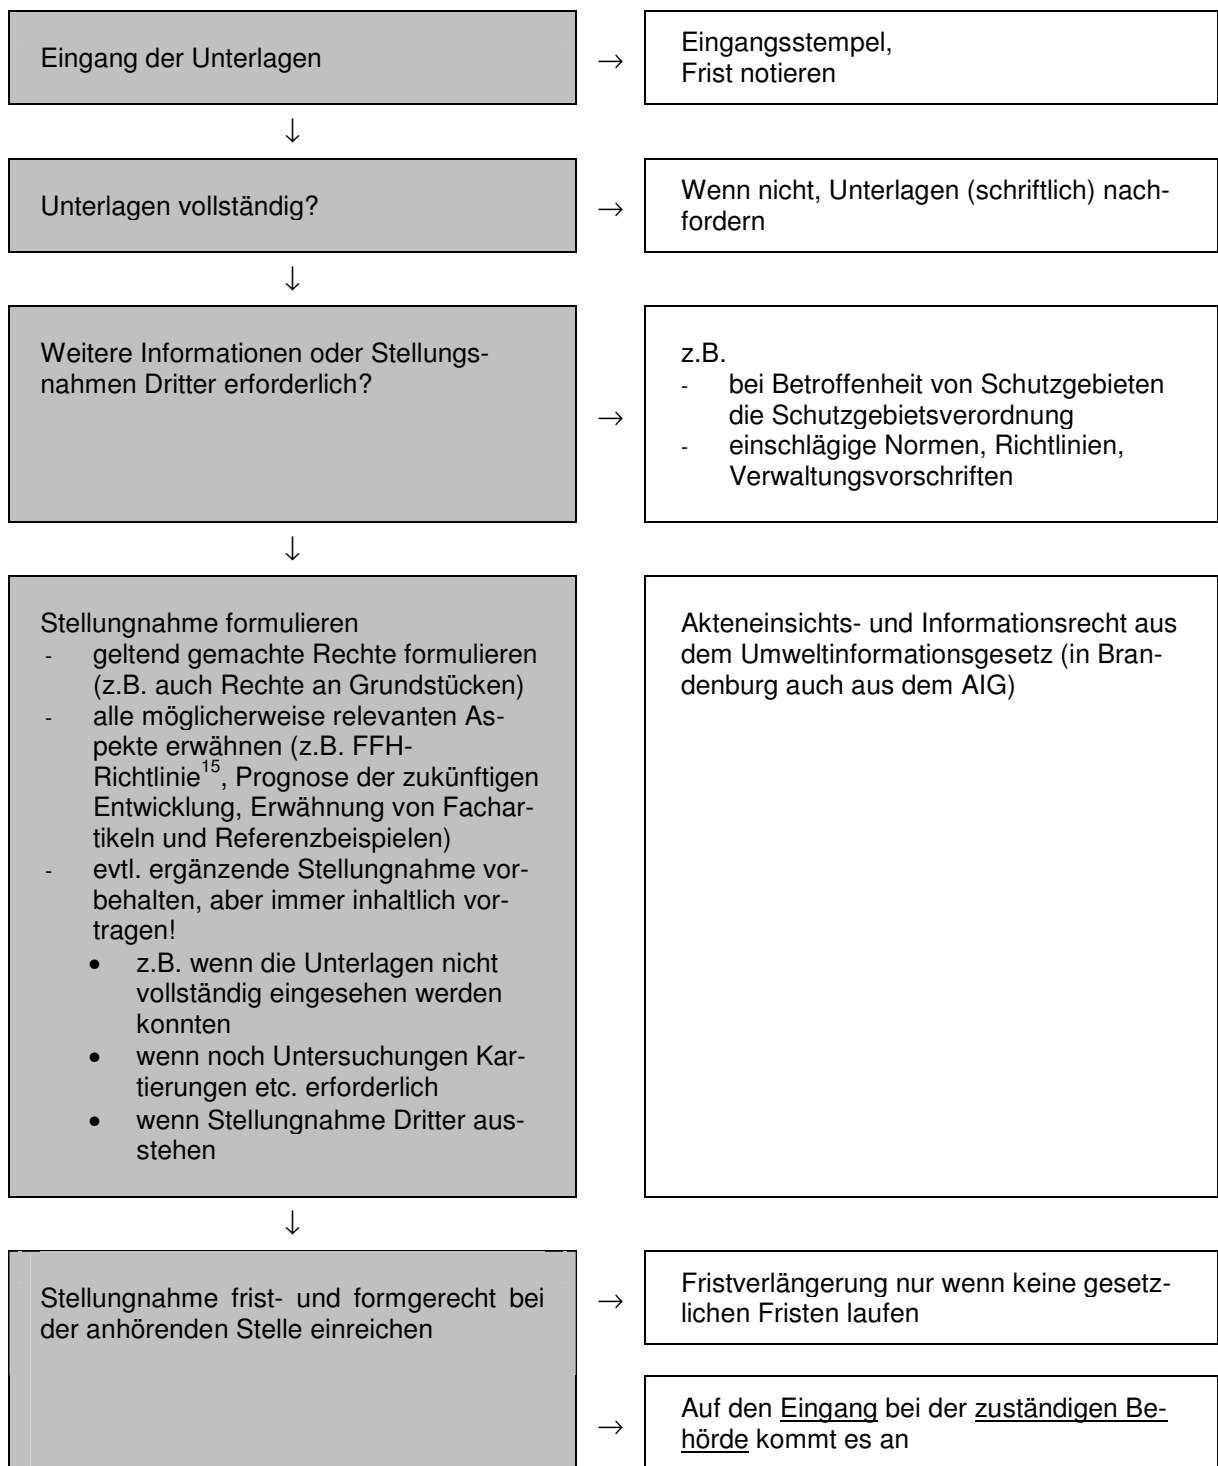 Eingang der Unterlagen
→
Eingangsstempel,
Frist notieren
↓
Unterlagen vollständig?
→
Wenn nicht, Unterlagen (schriftlich) nach-
fordern
↓
Weitere Informationen oder Stellungs-
nahmen Dritter erforderlich?
→
z.B.
- bei Betroffenheit von Schutzgebieten
die Schutzgebietsverordnung
- einschlägige Normen, Richtlinien,
Verwaltungsvorschriften
↓
Stellungnahme formulieren
- geltend gemachte Rechte formulieren
(z.B. auch Rechte an Grundstücken)
- alle möglicherweise relevanten As-
pekte erwähnen (z.B. FFH-
Richtlinie15, Prognose der zukünftigen
Entwicklung, Erwähnung von Fachar-
tikeln und Referenzbeispielen)
- evtl. ergänzende Stellungnahme vor-
behalten, aber immer inhaltlich vor-
tragen!
• z.B. wenn die Unterlagen nicht
vollständig eingesehen werden
konnten
• wenn noch Untersuchungen Kar-
tierungen etc. erforderlich
• wenn Stellungnahme Dritter aus-
stehen
Akteneinsichts- und Informationsrecht aus
dem Umweltinformationsgesetz (in Bran-
denburg auch aus dem AIG)
↓
Stellungnahme frist- und formgerecht bei
der anhörenden Stelle einreichen
→
Fristverlängerung nur wenn keine gesetz-
lichen Fristen laufen
→
Auf den Eingang bei der zuständigen Be-
hörde kommt es an